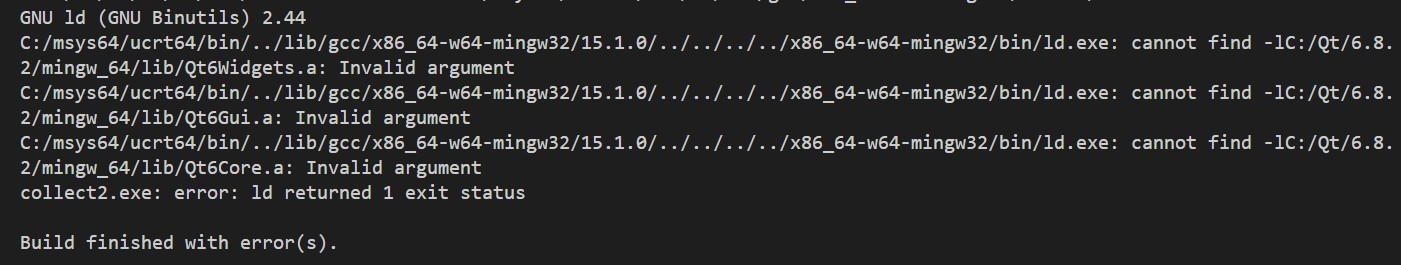 GNU ld (GNU Binutils) 2.44
C:/msys64/ucrt64/bin/../lib/gcc/x86_64-w64-mingw32/15.1.0/../../../../x86_64-w64-mingw32/bin/ld.exe: cannot find -lC:/Qt/6.8.
2/mingw_64/lib/Qt6Widgets.a: Invalid argument
C:/msys64/ucrt64/bin/../lib/gcc/x86_64-w64-mingw32/15.1.0/../../../../x86_64-w64-mingw32/bin/ld.exe: cannot find -lC:/Qt/6.8.
2/mingw_64/lib/Qt6Gui.a: Invalid argument
C:/msys64/ucrt64/bin/../lib/gcc/x86_64-w64-mingw32/15.1.0/../../../../x86_64-w64-mingw32/bin/ld.exe: cannot find -lC:/Qt/6.8.
2/mingw_64/lib/Qt6Core.a: Invalid argument
collect2.exe: error: ld returned 1 exit status
Build finished with error(s).